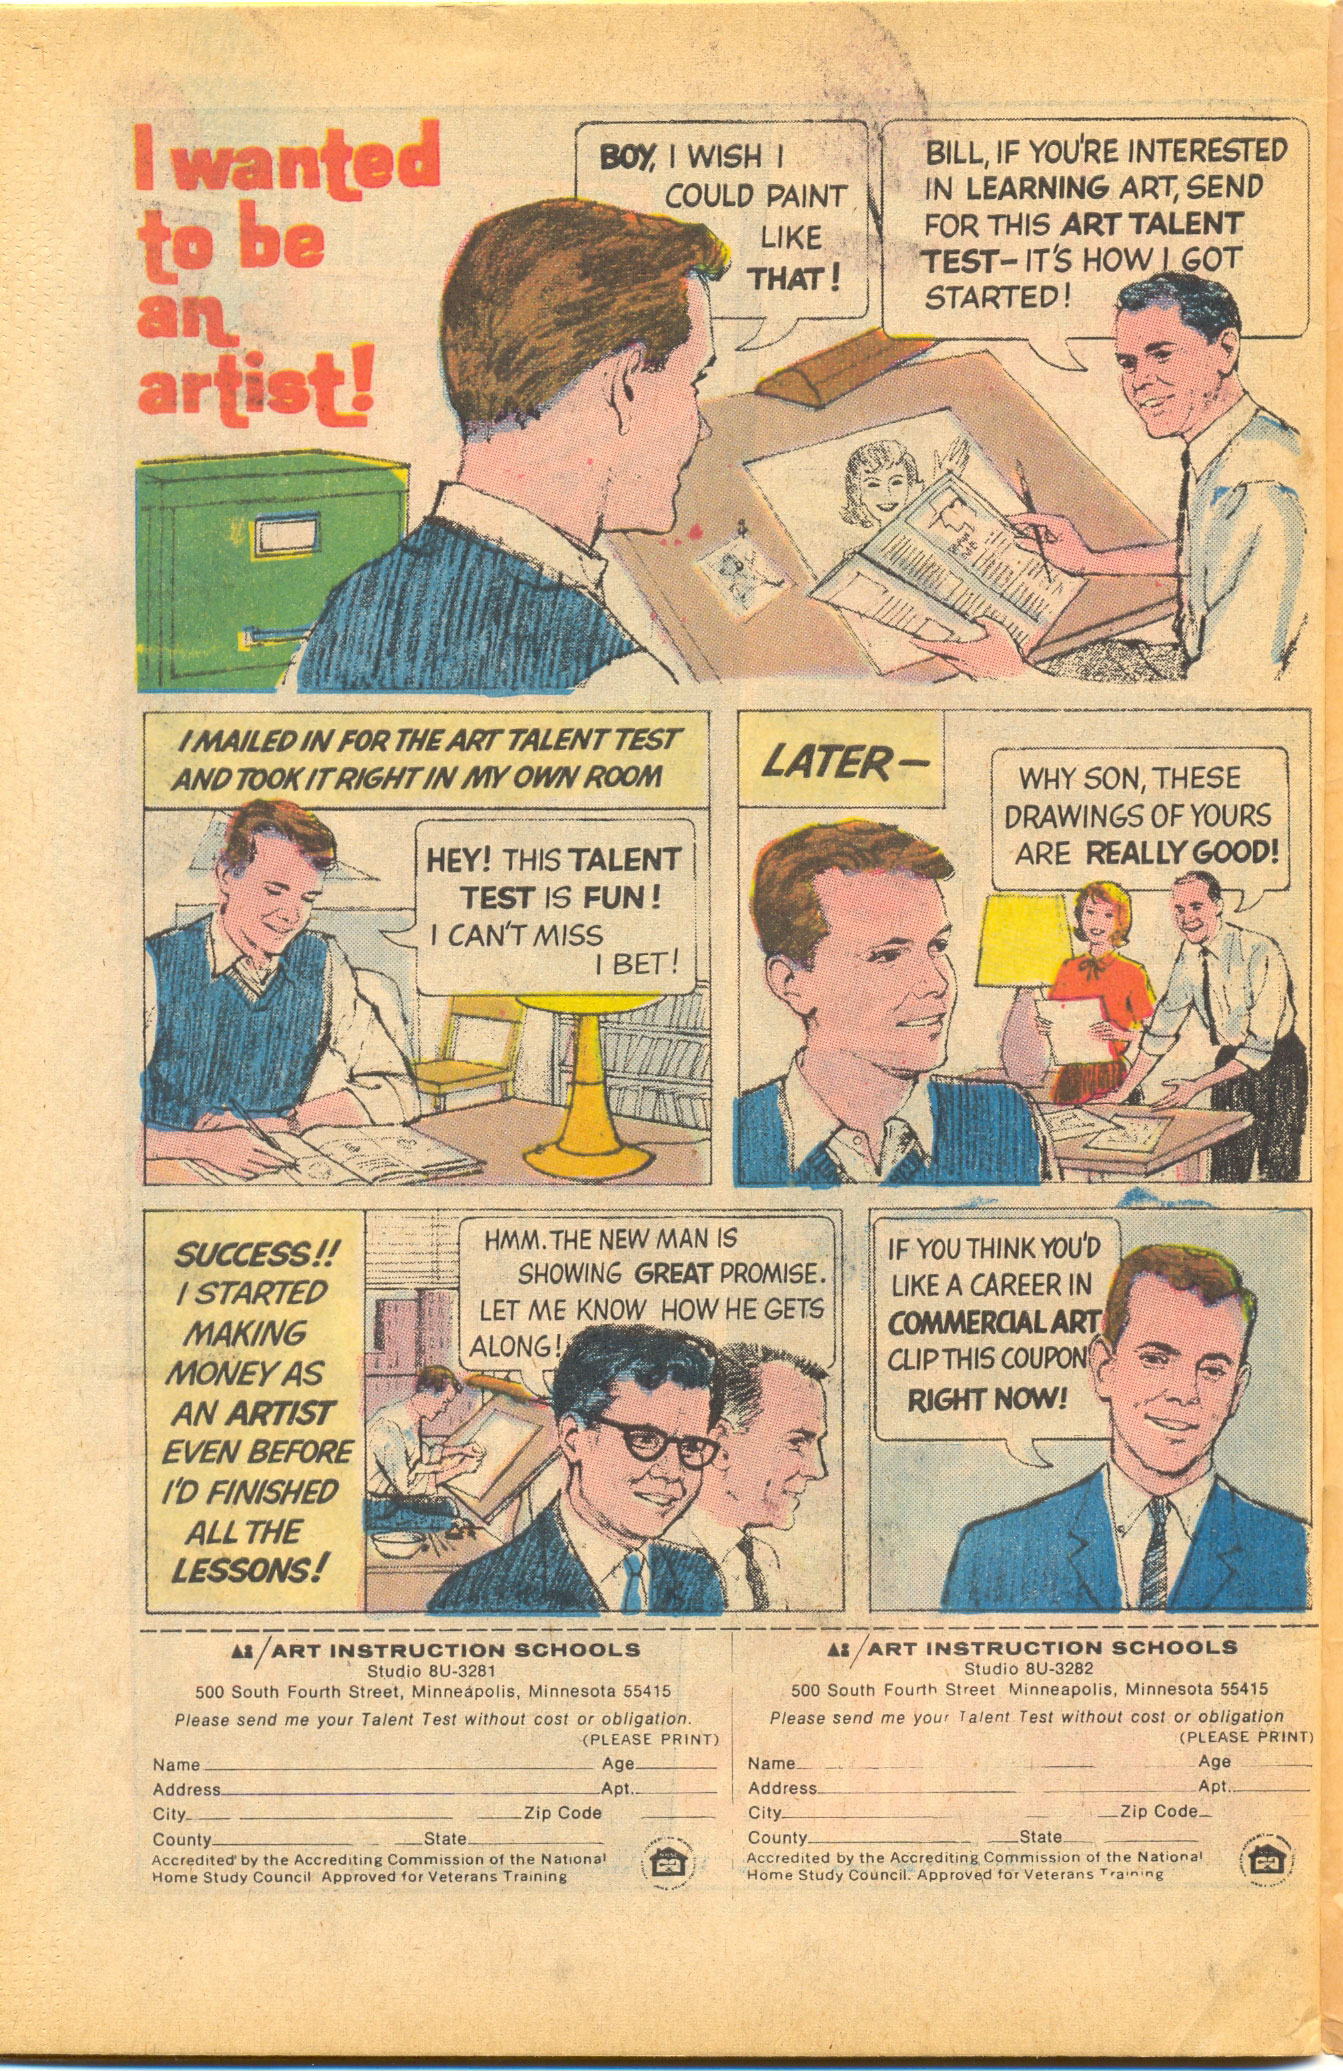 I wanted
to be
an
artist!
BOY, I WISH I
COULD PAINT
LIKE
THAT!
BILL, IF YOU'RE INTERESTED
IN LEARNING ART, SEND
FOR THIS ART TALENT
TEST— IT'S HOW I GOT
STARTED!
I MAILED IN FOR THE ART TALENT TEST
AND TOOK IT RIGHT IN MY OWN ROOM
HEY! THIS TALENT
TEST IS FUN!
I CAN'T MISS
I BET!
LATER—
WHY SON, THESE
DRAWINGS OF YOURS
ARE REALLY GOOD!
SUCCESS!!
I STARTED
MAKING
MONEY AS
AN ARTIST
EVEN BEFORE
I'D FINISHED
ALL THE
LESSONS!
HMM. THE NEW MAN IS
SHOWING GREAT PROMISE.
LET ME KNOW HOW HE GETS
ALONG!
IF YOU THINK YOU'D
LIKE A CAREER IN
COMMERCIAL ART
CLIP THIS COUPON
RIGHT NOW!
ART INSTRUCTION SCHOOLS
Studio 8U-3281
500 South Fourth Street, Minneapolis, Minnesota 55415
Please send me your Talent Test without cost or obligation.
(PLEASE PRINT)
Name Age
Address Apt.
City Zip Code
County State
Accredited by the Accrediting Commission of the National
Home Study Council Approved for Veterans Training
ART INSTRUCTION SCHOOLS
Studio 8U-3282
500 South Fourth Street Minneapolis, Minnesota 55415
Please send me your Talent Test without cost or obligation
(PLEASE PRINT)
Name Age
Address Apt.
City Zip Code
County State
Accredited by the Accrediting Commission of the National
Home Study Council. Approved for Veterans Training